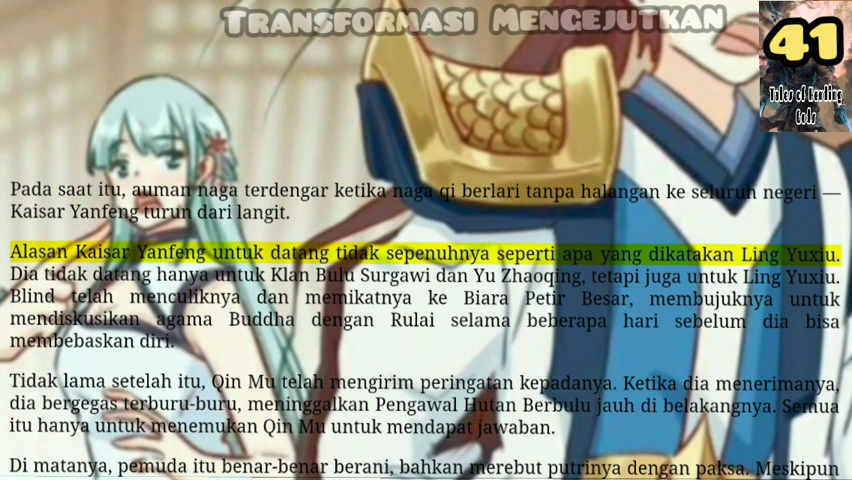 Transformasi Mengejutkan
41
Tales of Herding
Gods
Pada saat itu, auman naga terdengar ketika naga qi berlari tanpa halangan ke seluruh negeri —
Kaisar Yanfeng turun dari langit.
Alasan Kaisar Yanfeng untuk datang tidak sepenuhnya seperti apa yang dikatakan Ling Yuxiu.
Dia tidak datang hanya untuk Klan Bulu Surgawi dan Yu Zhaoqing, tetapi juga untuk Ling Yuxiu.
Blind telah menculiknya dan memikatnya ke Biara Petir Besar, membujuknya untuk
mendiskusikan agama Buddha dengan Rulai selama beberapa hari sebelum dia bisa
membebaskan diri.
Tidak lama setelah itu, Qin Mu telah mengirim peringatan kepadanya. Ketika dia menerimanya,
dia bergegas terburu-buru, meninggalkan Pengawal Hutan Berbulu jauh di belakangnya. Semua
itu hanya untuk menemukan Qin Mu untuk mendapat jawaban.
Di matanya, pemuda itu benar-benar berani, bahkan merebut putrinya dengan paksa. Meskipun